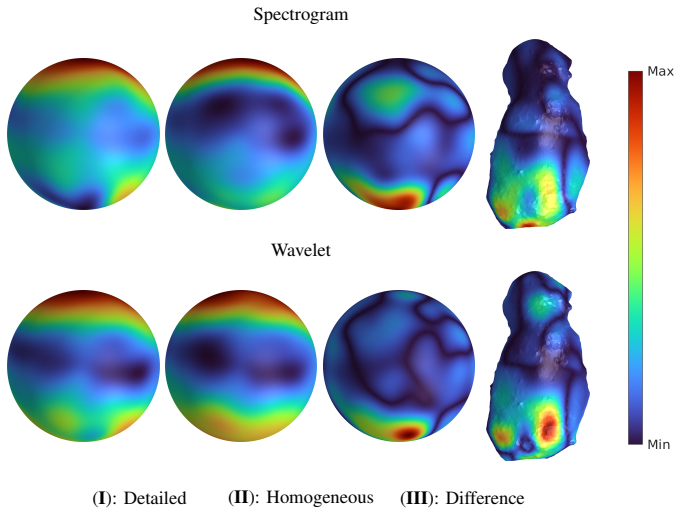 Spectrogram
Max
Wavelet
Min
(I): Detailed (II): Homogeneous (III): Difference